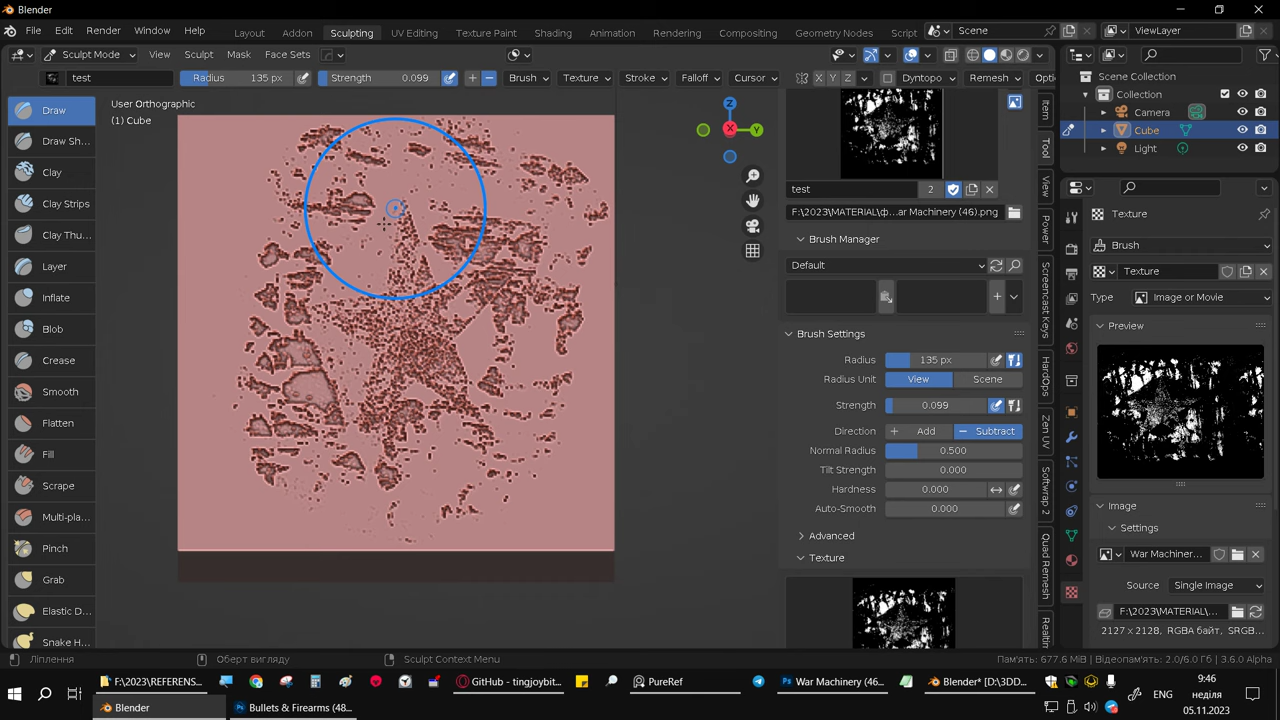 Blender
File Edit Render Window Help Layout Addon Sculpting UV Editing Texture Paint Shading Animation Rendering Compositing Geometry Nodes Script Scene ViewLayer
Sculpt Mode View Sculpt Mask Face Sets
test Radius 135 px Strength 0.099 + − Brush Texture Stroke Falloff Cursor X Y Z Dyntopo Remesh Opti
Scene Collection
Collection
Camera
Cube
Light
User Orthographic
(1) Cube
Draw
Draw Sh...
Clay
Clay Strips
Clay Thu...
Layer
Inflate
Blob
Crease
Smooth
Flatten
Fill
Scrape
Multi-pla...
Pinch
Grab
Elastic D...
Snake H...
Z
X
Y
test 2
F:\2023\MATERIAL\ф...ar Machinery (46).png
Brush Manager
Default
Brush Settings
Radius 135 px
Radius Unit View Scene
Strength 0.099
Direction + Add − Subtract
Normal Radius 0.500
Tilt Strength 0.000
Hardness 0.000
Auto-Smooth 0.000
Advanced
Texture
Item
Tool
View
Power
Screencast Keys
HardOps
Zen UV
Softwrap 2
Quad Remesh
Realtim
Texture
Brush
Texture
Type Image or Movie
Preview
Image
Settings
War Machiner...
Source Single Image
F:\2023\MATERIAL\...
2127 x 2128, RGBA байт, SRGB...
Ліплення Оберт вигляду Sculpt Context Menu Пам'ять: 677.6 MiB Відеопам'ять: 2.0/6.0 Гб 3.6.0 Alpha
F:\2023\REFERENS... GitHub - tingjoybit... PureRef War Machinery (46... Blender* [D:\3DD...
Blender Bullets & Firearms (48...
ENG
9:46
неділя
05.11.2023